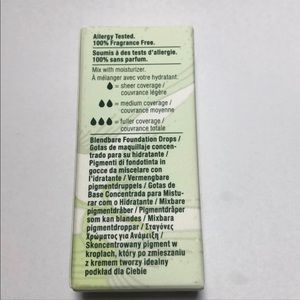 Allergy Tested.
100% Fragrance Free.
Soumis à des tests d'allergie.
100% sans parfum.
Mix with moisturizer.
À mélanger avec votre hydratant.
= sheer coverage /
couvrance légère
= medium coverage /
couvrance moyenne
= fuller coverage /
couvrance totale
Blendbare Foundation Drops /
Gotas de maquillaje concen-
trado para su hidratante /
Pigmenti di fondotinta in
gocce da miscelare con
l'idratante / Vermengbare
pigmentdruppels / Gotas de
Base Concentrada para Mistu-
rar com o Hidratante / Mixbare
pigmentdråber / Pigmentdråper
som kan blandes / Mixbara
pigmentdroppar / Σταγόνες
Χρώματος για Ανάμειξη /
Skoncentrowany pigment w
kroplach, który po zmieszaniu
z kremem tworzy idealny
podkład dla Ciebie